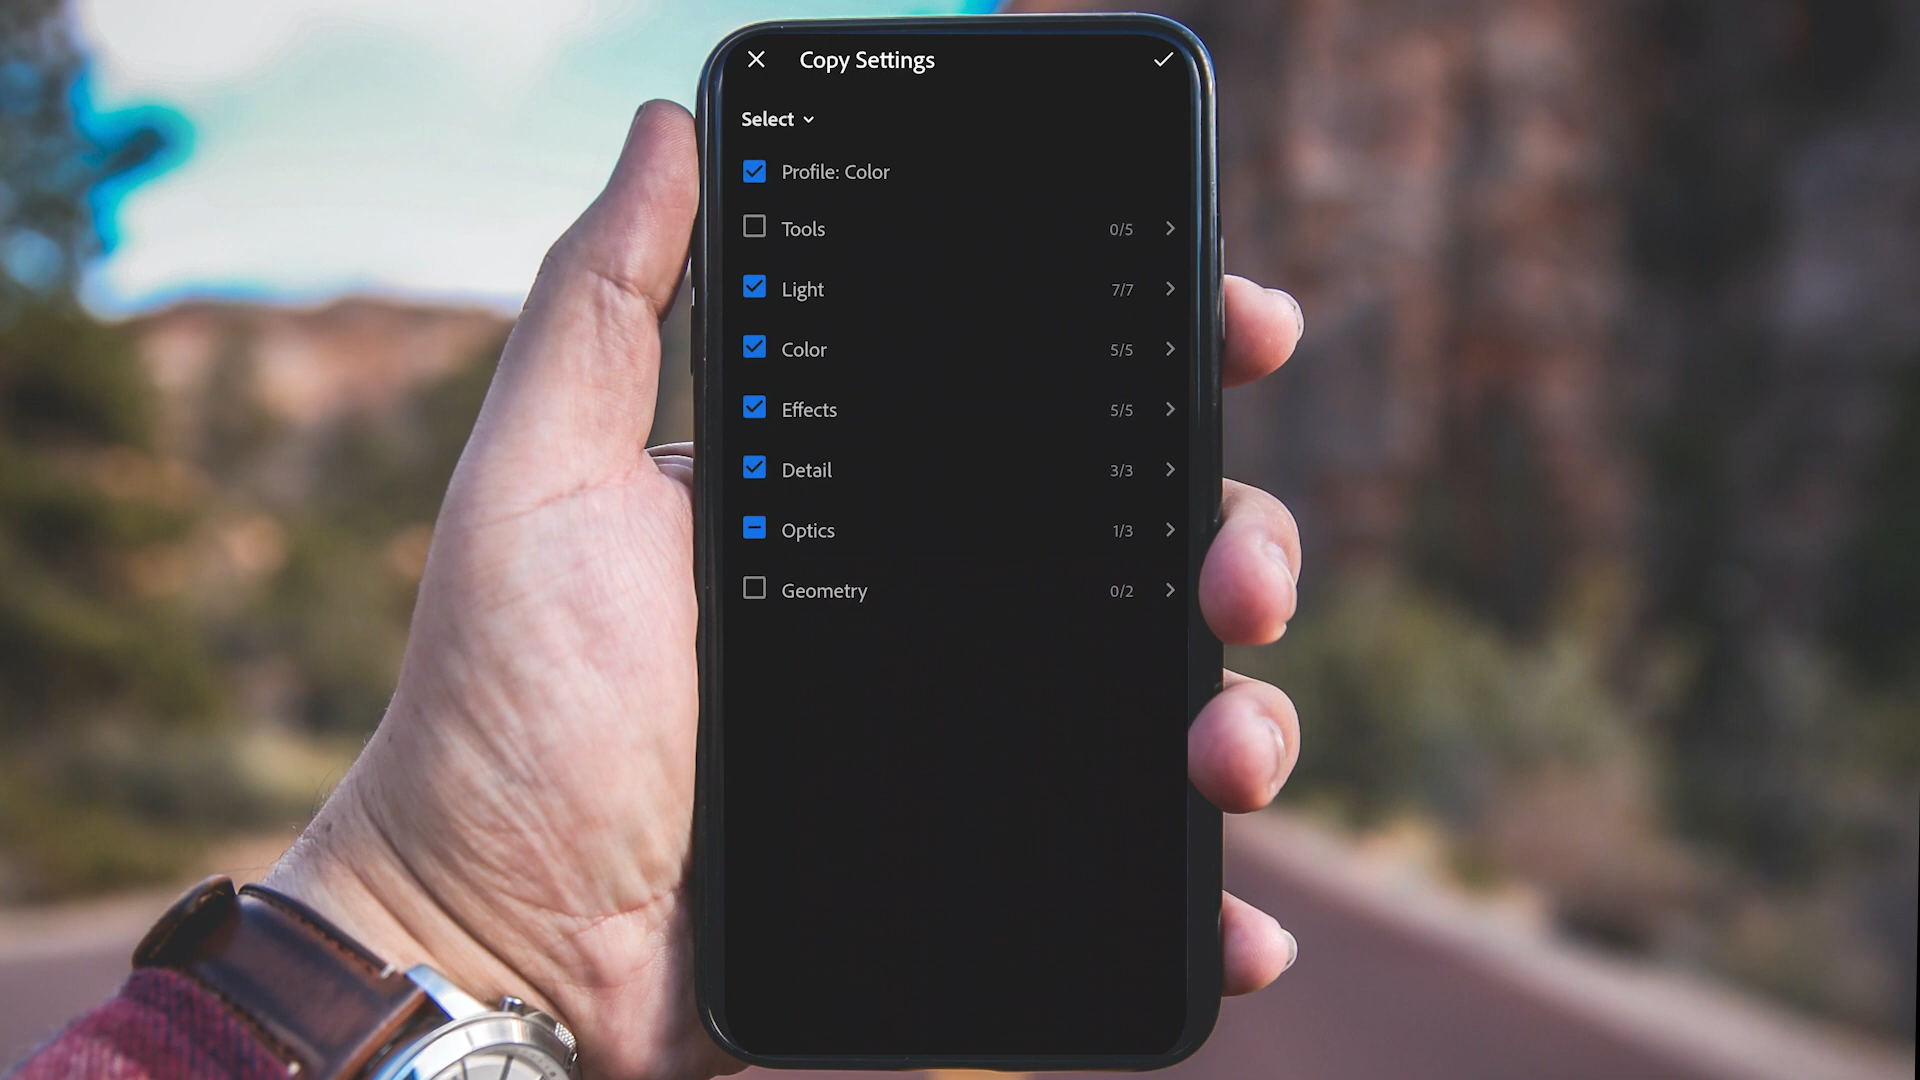 Copy Settings
Select
Profile: Color
Tools 0/5
Light 7/7
Color 5/5
Effects 5/5
Detail 3/3
Optics 1/3
Geometry 0/2